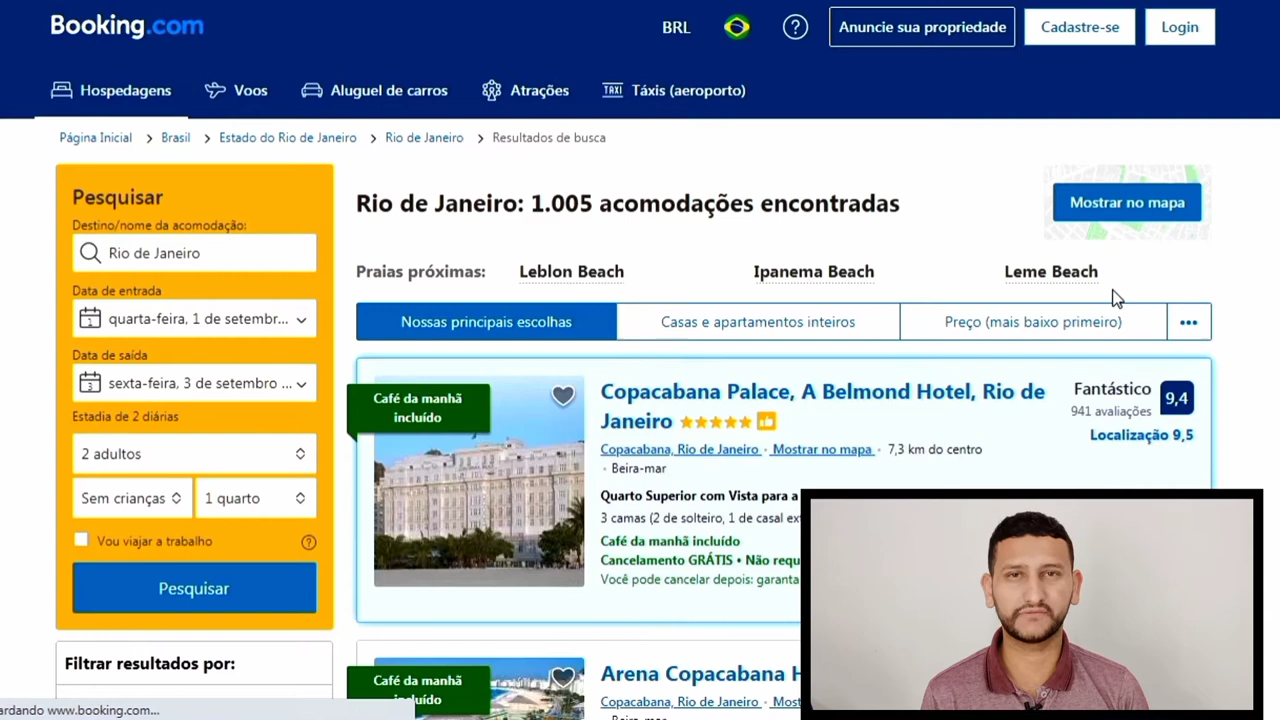 Booking.com
BRL
Anuncie sua propriedade
Cadastre-se
Login
Hospedagens
Voos
Aluguel de carros
Atrações
TAXI Táxis (aeroporto)
Página Inicial
Brasil
Estado do Rio de Janeiro
Rio de Janeiro
Resultados de busca
Pesquisar
Destino/nome da acomodação:
Rio de Janeiro
Data de entrada
quarta-feira, 1 de setembr...
Data de saída
sexta-feira, 3 de setembro ...
Estadia de 2 diárias
2 adultos
Sem crianças
1 quarto
Vou viajar a trabalho
Pesquisar
Filtrar resultados por:
Rio de Janeiro: 1.005 acomodações encontradas
Mostrar no mapa
Praias próximas:
Leblon Beach
Ipanema Beach
Leme Beach
Nossas principais escolhas
Casas e apartamentos inteiros
Preço (mais baixo primeiro)
•••
Café da manhã
incluído
Copacabana Palace, A Belmond Hotel, Rio de
Janeiro
Fantástico
9,4
941 avaliações
Localização 9,5
Copacabana, Rio de Janeiro · Mostrar no mapa · 7,3 km do centro
· Beira-mar
Quarto Superior com Vista para a
3 camas (2 de solteiro, 1 de casal
Café da manhã incluído
Cancelamento GRÁTIS • Não
Você pode cancelar depois:
Café da manhã
incluído
Arena Copacabana
Copacabana, Rio de Janeiro ·
· Beira-mar
www.booking.com...